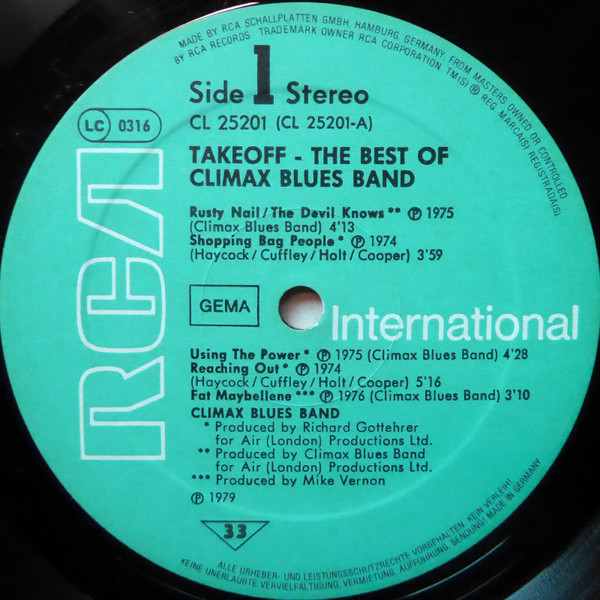 MADE BY RCA SCHALLPLATTEN GMBH, HAMBURG, GERMANY, FROM MASTERS OWNED OR CONTROLLED
BY RCA RECORDS TRADEMARK OWNER RCA CORPORATION TM(S) ® REG. MARCA(S) REGISTRADA(S)
Side 1 Stereo
LC 0316
CL 25201 (CL 25201-A)
TAKEOFF - THE BEST OF
CLIMAX BLUES BAND
Rusty Nail/The Devil Knows ** ℗ 1975
(Climax Blues Band) 4'13
Shopping Bag People * ℗ 1974
(Haycock/Cuffley/Holt/Cooper) 3'59
RCA
GEMA
International
Using The Power * ℗ 1975 (Climax Blues Band) 4'28
Reaching Out * ℗ 1974
(Haycock/Cuffley/Holt/Cooper) 5'16
Fat Maybellene *** ℗ 1976 (Climax Blues Band) 3'10
CLIMAX BLUES BAND
* Produced by Richard Gottehrer
for Air (London) Productions Ltd.
** Produced by Climax Blues Band
for Air (London) Productions Ltd.
*** Produced by Mike Vernon
℗ 1979
33
ALLE URHEBER- UND LEISTUNGSSCHUTZRECHTE VORBEHALTEN. KEIN VERLEIH!
KEINE UNERLAUBTE VERVIELFÄLTIGUNG, VERMIETUNG, AUFFÜHRUNG, SENDUNG! MADE IN GERMANY